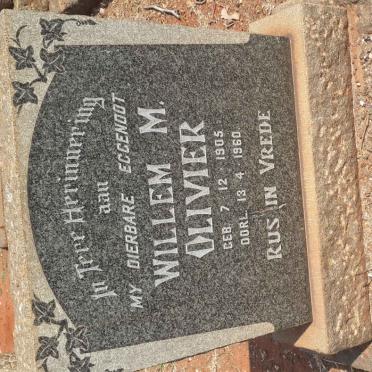 In Teere Herinnering
aan
MY DIERBARE EGGENOOT
WILLEM M.
OLIVIER
GEB. 7. 12. 1905.
OORL. 13. 4. 1960.
RUS IN VREDE